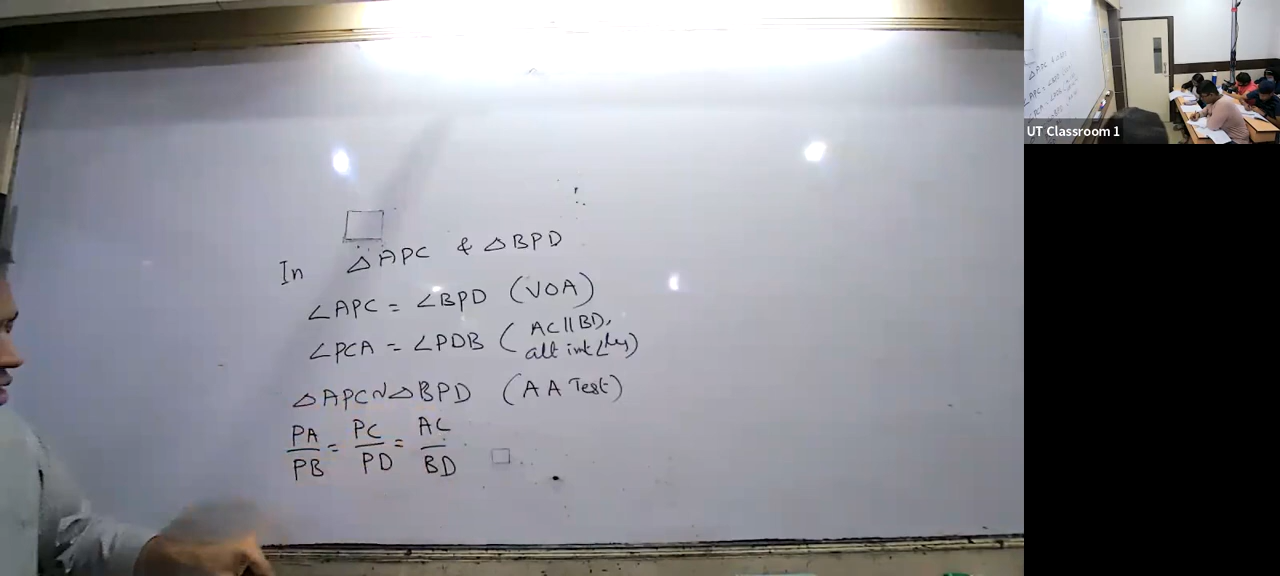 In △APC & △BPD
∠APC = ∠BPD (VOA)
∠PCA = ∠PDB (AC || BD, alt int ∠les)
△APC ~ △BPD (AA Test)
PA/PB = PC/PD = AC/BD
UT Classroom 1